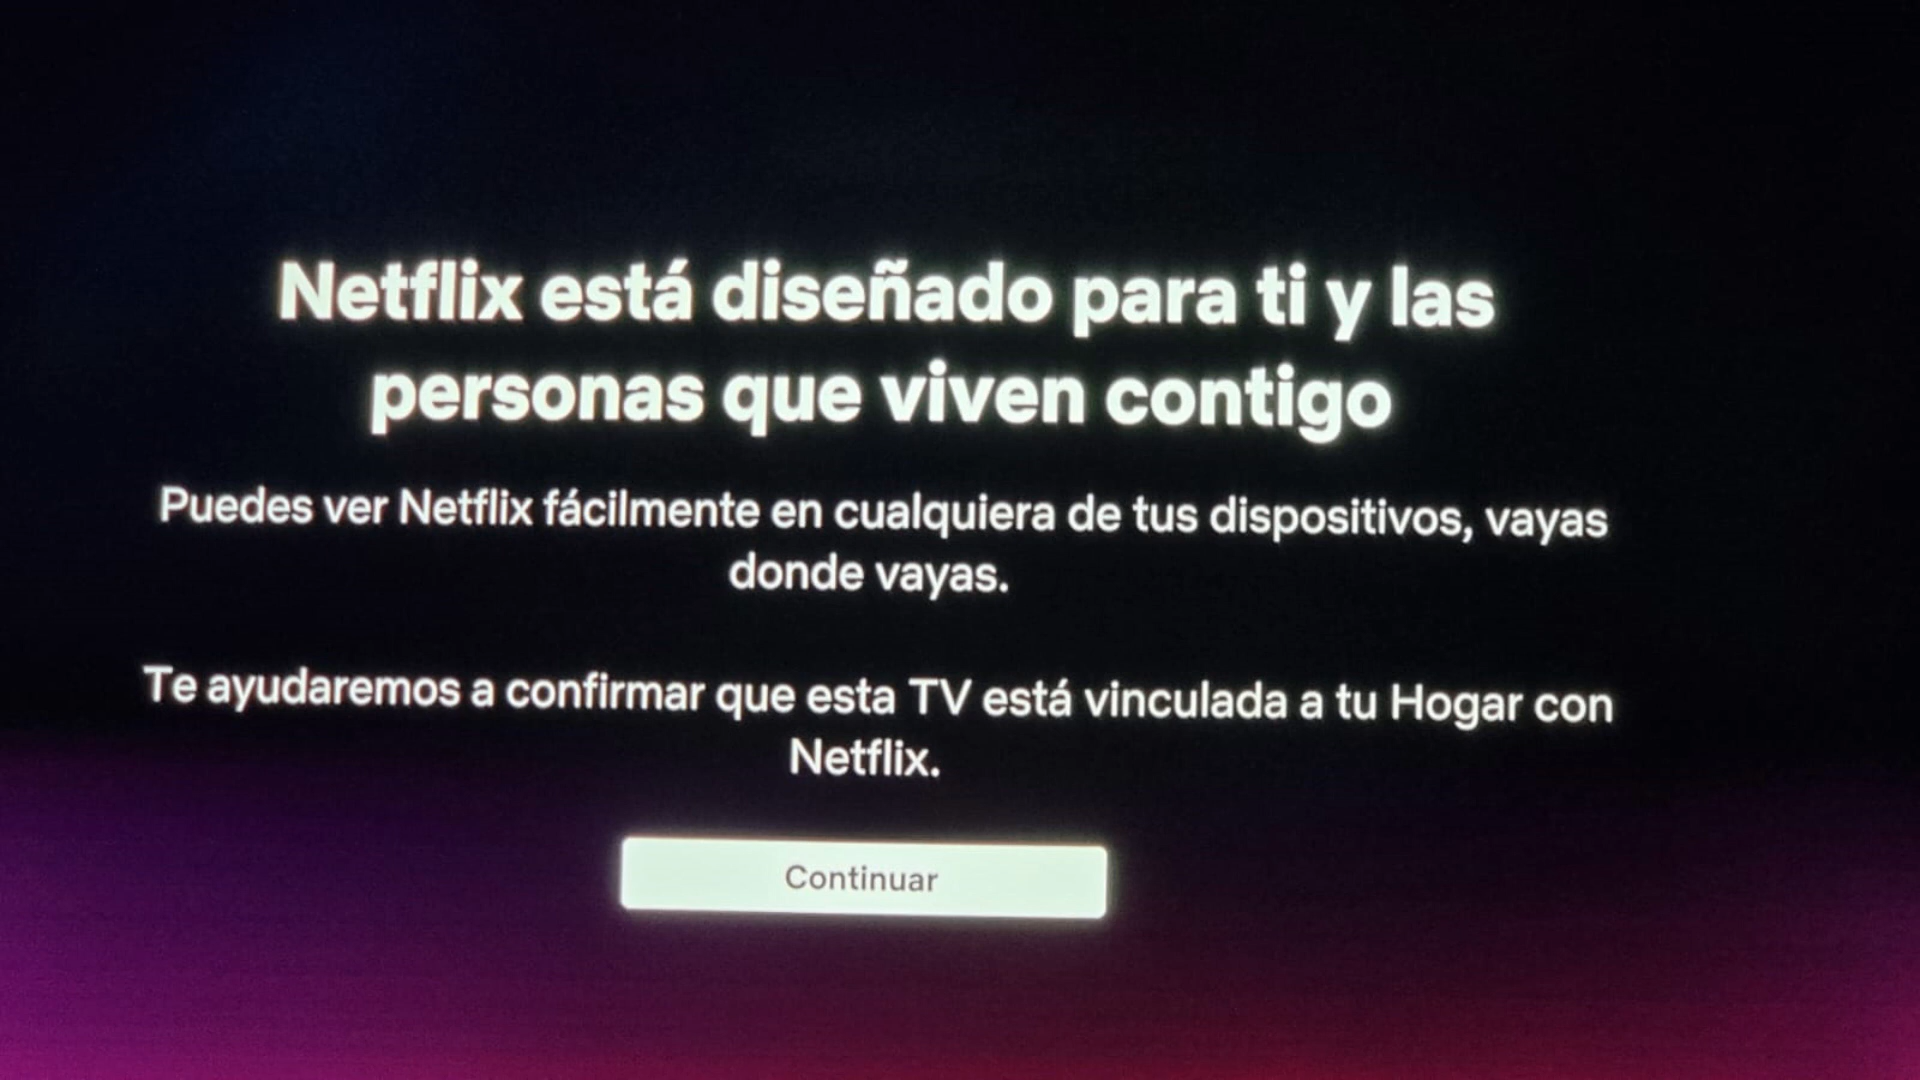 Netflix está diseñado para ti y las
personas que viven contigo
Puedes ver Netflix fácilmente en cualquiera de tus dispositivos, vayas
donde vayas.
Te ayudaremos a confirmar que esta TV está vinculada a tu Hogar con
Netflix.
Continuar